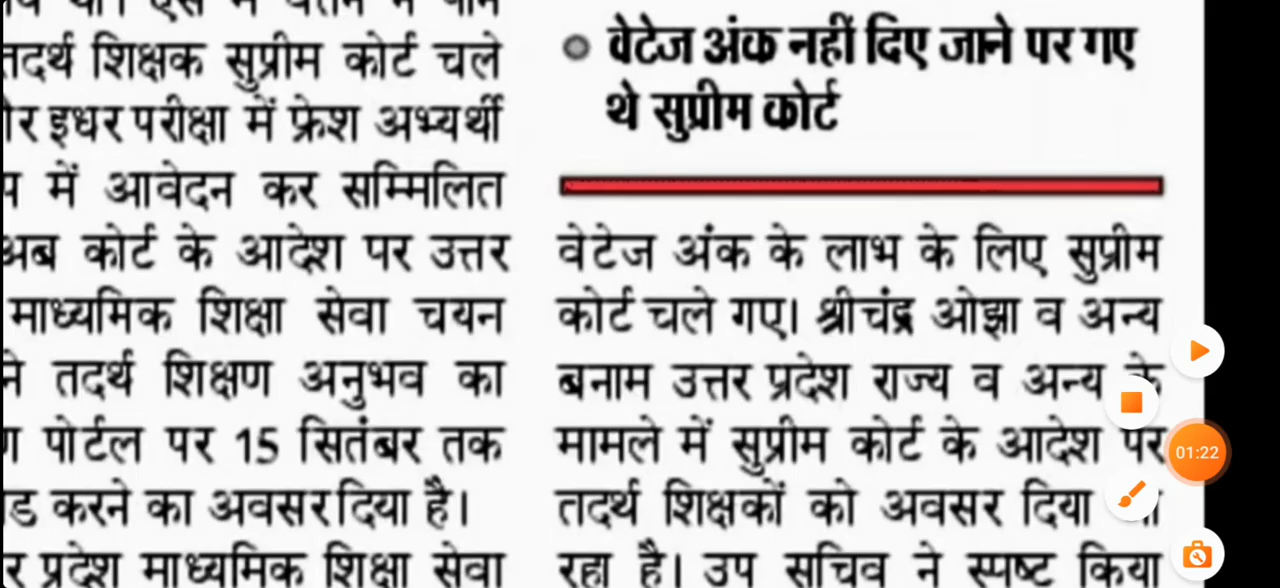 तदर्थ शिक्षक सुप्रीम कोर्ट चले
इधर परीक्षा में फ्रेश अभ्यर्थी
में आवेदन कर सम्मिलित
अब कोर्ट के आदेश पर उत्तर
माध्यमिक शिक्षा सेवा चयन
ने तदर्थ शिक्षण अनुभव का
पोर्टल पर 15 सितंबर तक
करने का अवसर दिया है।
प्रदेश माध्यमिक शिक्षा सेवा
वेटेज अंक नहीं दिए जाने पर गए
थे सुप्रीम कोर्ट
वेटेज अंक के लाभ के लिए सुप्रीम
कोर्ट चले गए। श्रीचंद्र ओझा व अन्य
बनाम उत्तर प्रदेश राज्य व अन्य के
मामले में सुप्रीम कोर्ट के आदेश पर
तदर्थ शिक्षकों को अवसर दिया
रहा है। उप सचिव ने स्पष्ट किया
01:22